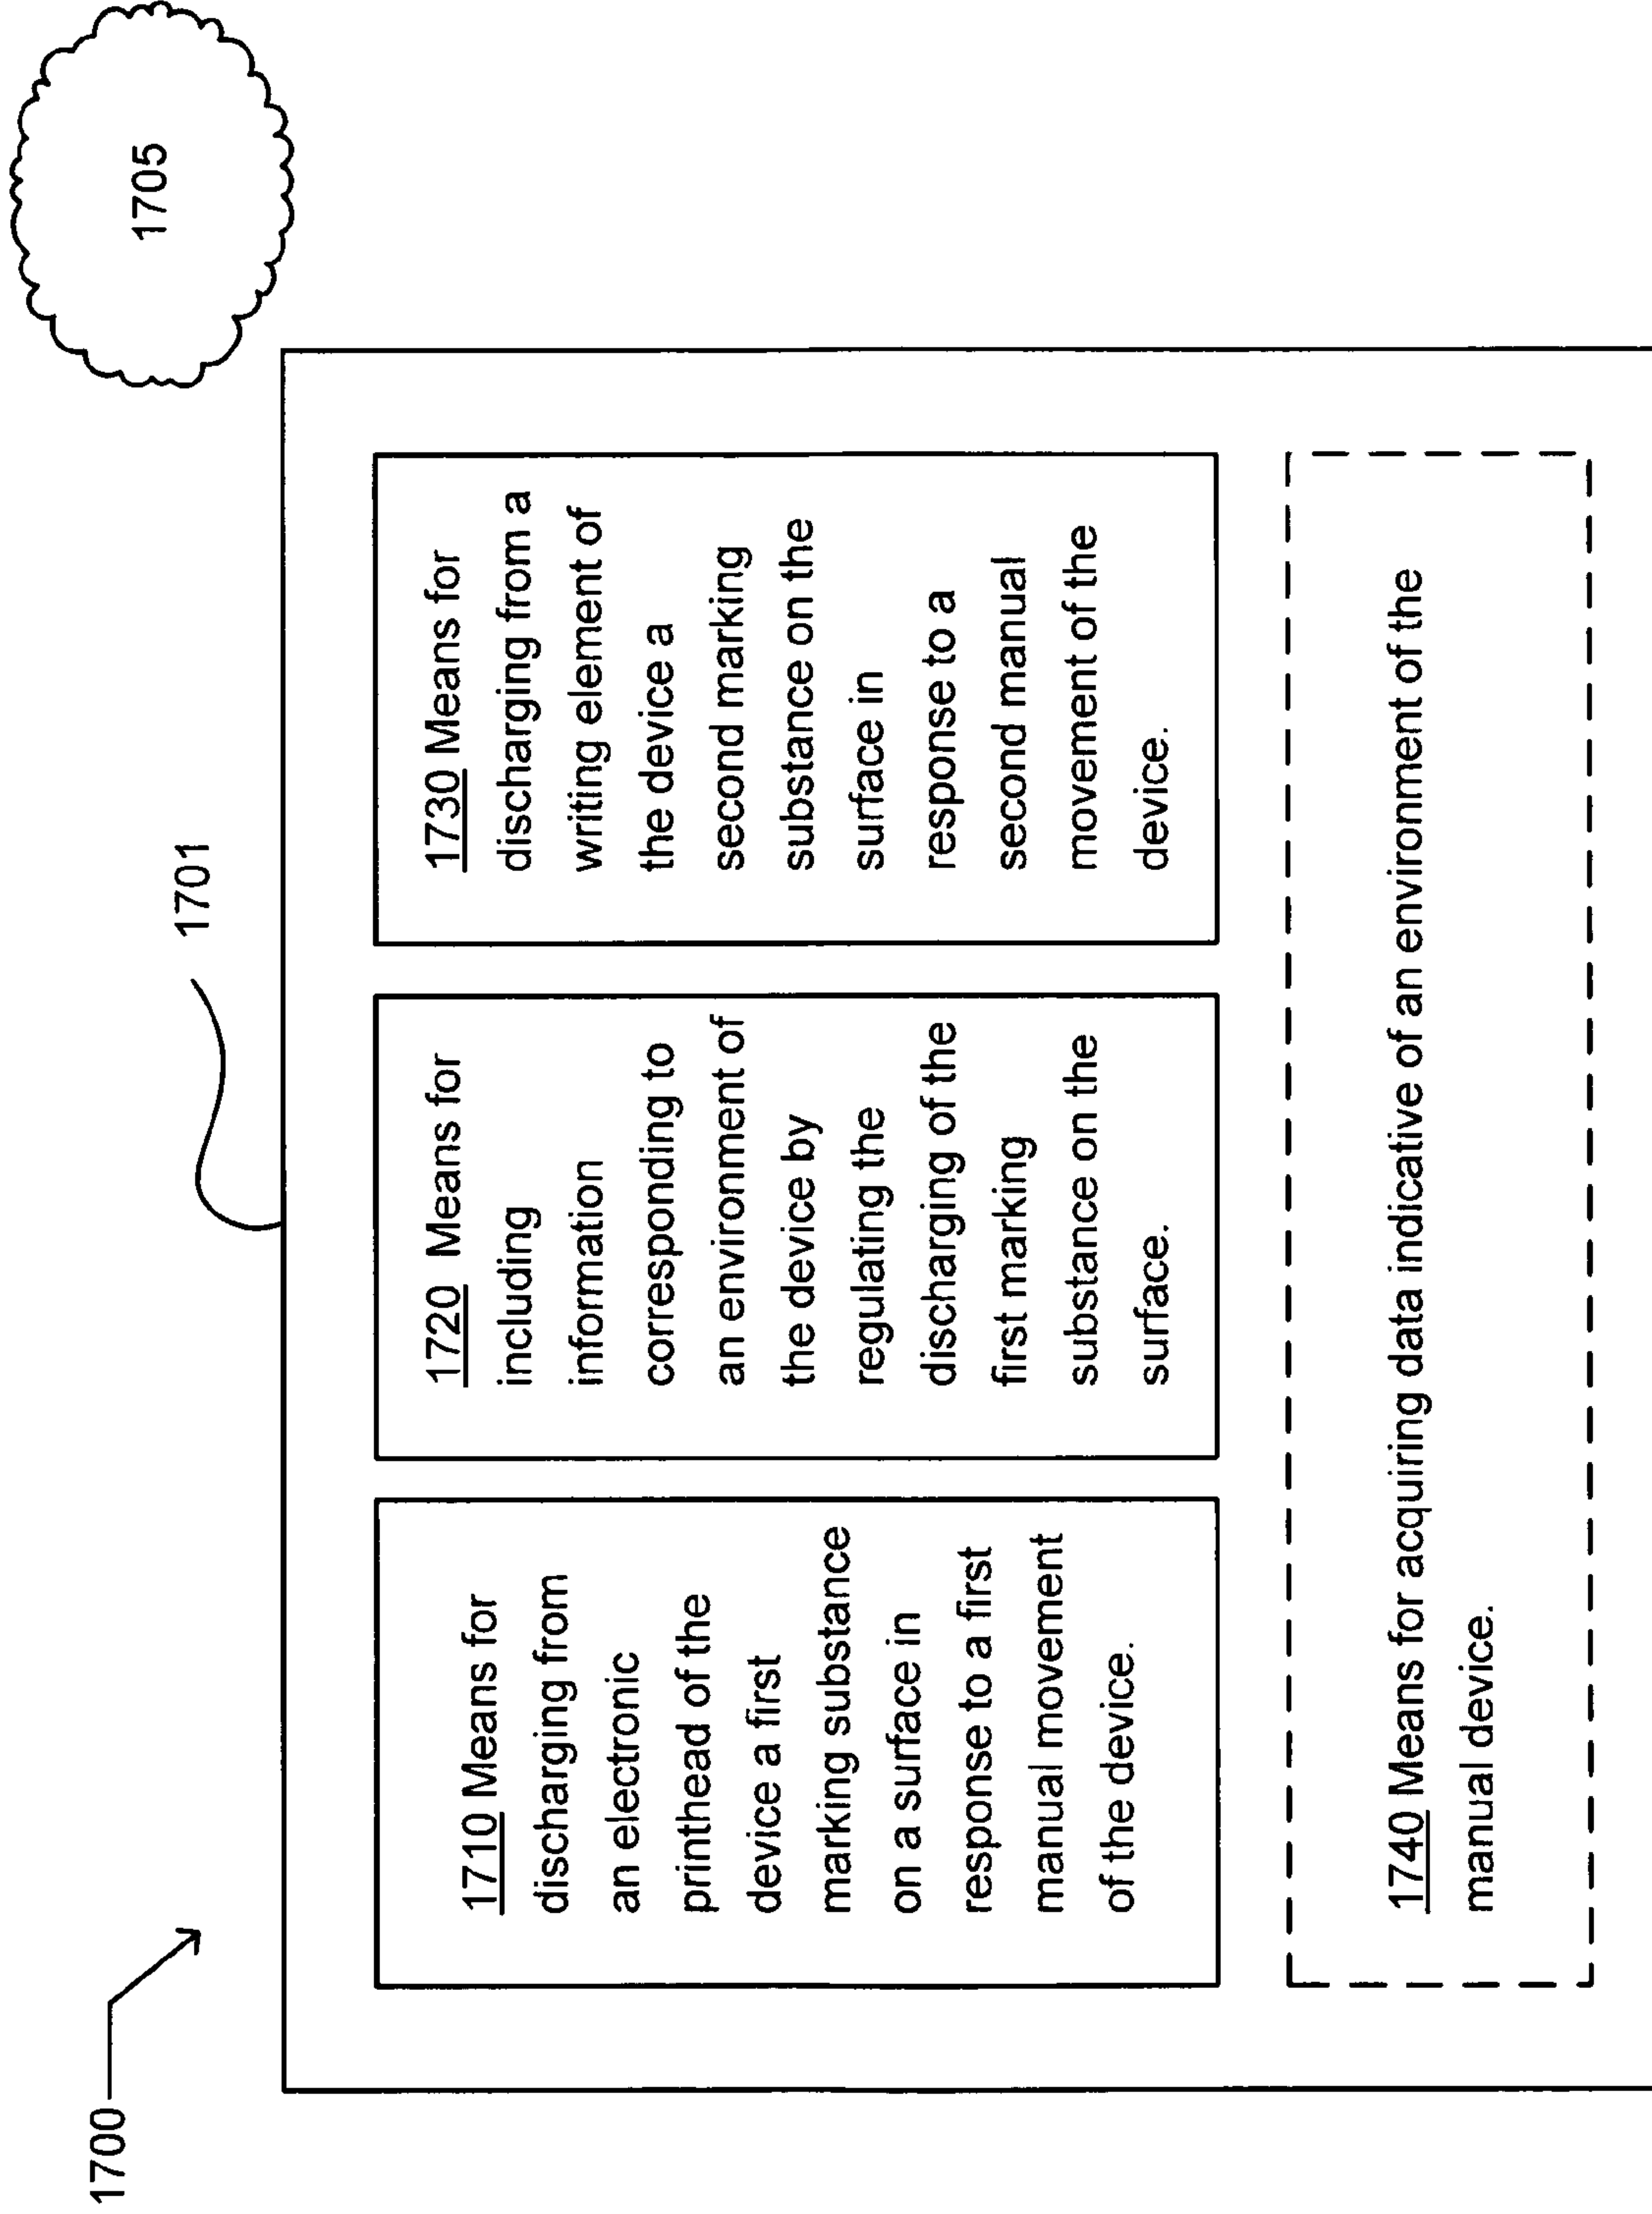 1700
1701
1705
1710 Means for
discharging from
an electronic
printhead of the
device a first
marking substance
on a surface in
response to a first
manual movement
of the device.
1720 Means for
including
information
corresponding to
an environment of
the device by
regulating the
discharging of the
first marking
substance on the
surface.
1730 Means for
discharging from a
writing element of
the device a
second marking
substance on the
surface in
response to a
second manual
movement of the
device.
1740 Means for acquiring data indicative of an environment of the
manual device.